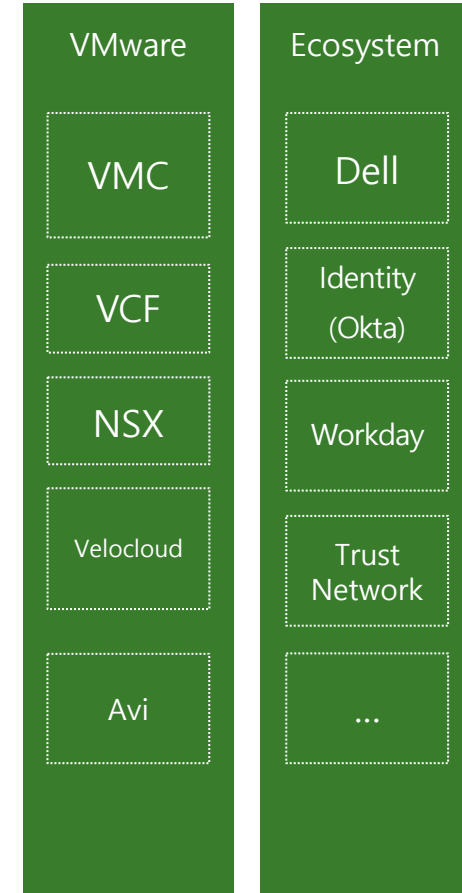 VMware
VMC
VCF
NSX
Velocloud
Avi
Ecosystem
Dell
Identity
(Okta)
Workday
Trust
Network
...